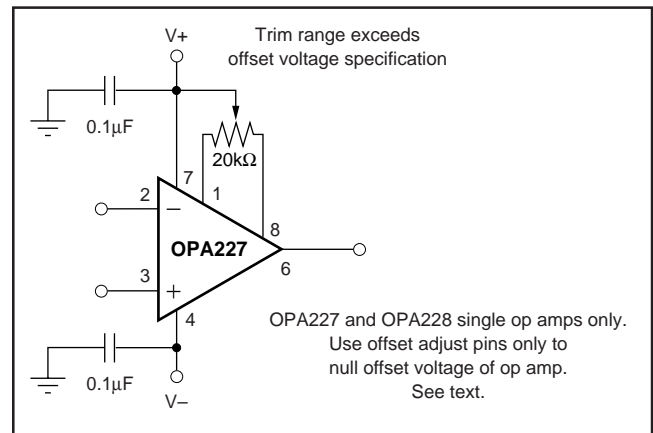 V+
Trim range exceeds
offset voltage specification
0.1μF
20kΩ
7
1
2
−
8
OPA227
6
3
+
4
OPA227 and OPA228 single op amps only.
Use offset adjust pins only to
null offset voltage of op amp.
See text.
0.1μF
V−